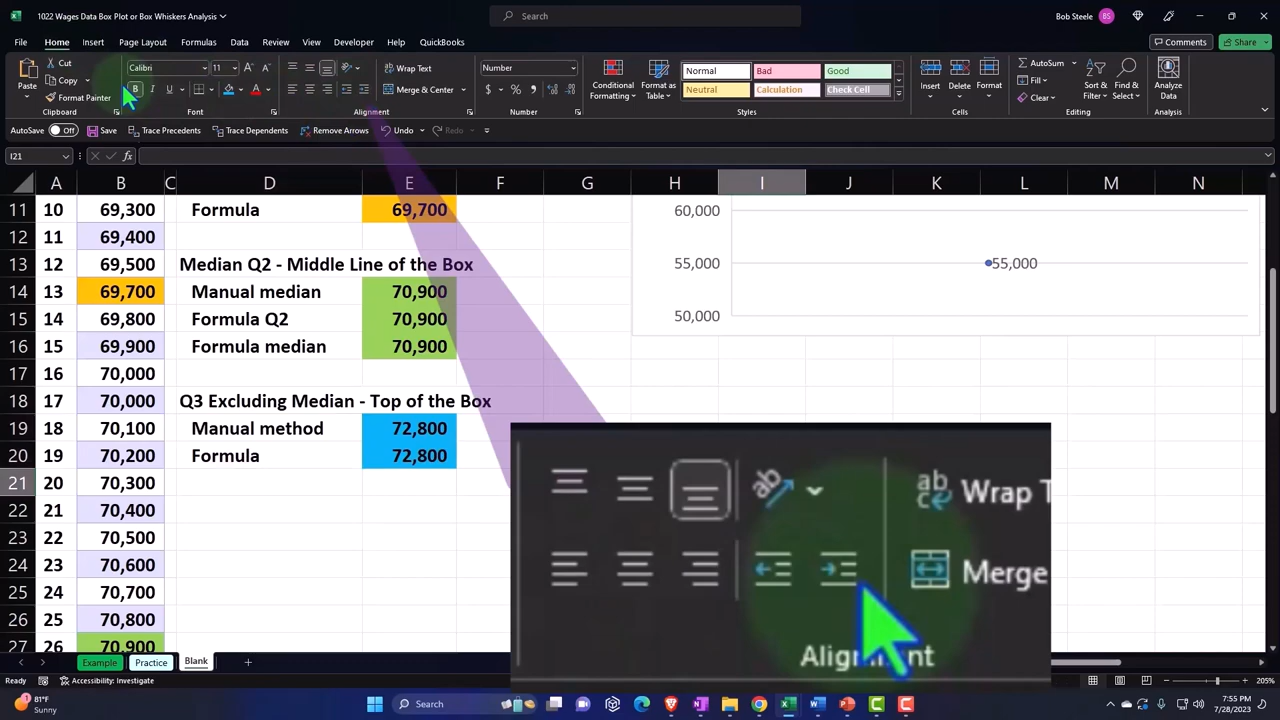 1022 Wages Data Box Plot or Box Whiskers Analysis
Search
Bob Steele BS
File Home Insert Page Layout Formulas Data Review View Developer Help QuickBooks
Comments Share
Paste
Cut
Copy
Format Painter
Clipboard
Calibri 11
B I U
Font
Wrap Text
Merge & Center
Alignment
Number
Number
Conditional Formatting
Format as Table
Normal Bad Good
Neutral Calculation Check Cell
Styles
Insert Delete Format
Cells
AutoSum
Fill
Clear
Sort & Filter
Find & Select
Editing
Analyze Data
Analysis
AutoSave Off Save Trace Precedents Trace Dependents Remove Arrows Undo Redo
I21 fx
A B C D E F G H I J K L M N
11 10 69,300 Formula 69,700 60,000
12 11 69,400
13 12 69,500 Median Q2 - Middle Line of the Box 55,000 55,000
14 13 69,700 Manual median 70,900
15 14 69,800 Formula Q2 70,900 50,000
16 15 69,900 Formula median 70,900
17 16 70,000
18 17 70,000 Q3 Excluding Median - Top of the Box
19 18 70,100 Manual method 72,800
20 19 70,200 Formula 72,800
21 20 70,300
22 21 70,400
23 22 70,500
24 23 70,600
25 24 70,700
26 25 70,800
27 26 70,900
ab Wrap T
Merge
Alignment
Example Practice Blank
Ready Accessibility: Investigate 205%
81°F
Sunny
Search
7:55 PM
7/28/2023